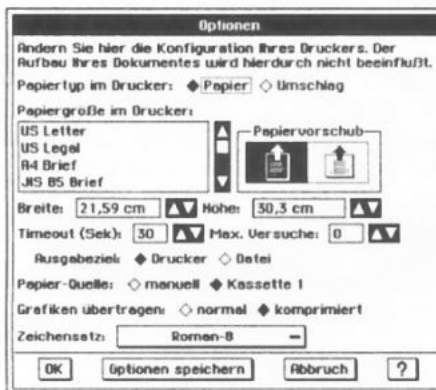 Optionen
Ändern Sie hier die Konfiguration Ihres Druckers. Der
Aufbau Ihres Dokumentes wird hierdurch nicht beeinflußt.
Papiertyp im Drucker: Papier Umschlag
Papiergröße im Drucker:
US Letter
US Legal
A4 Brief
JIS B5 Brief
Papiervorschub
Breite: 21,59 cm Höhe: 30,3 cm
Timeout (Sek): 30 Max. Versuche: 0
Ausgabeziel: Drucker Datei
Papier-Quelle: manuell Kassette 1
Grafiken übertragen: normal komprimiert
Zeichensatz: Roman-8
OK Optionen speichern Abbruch ?